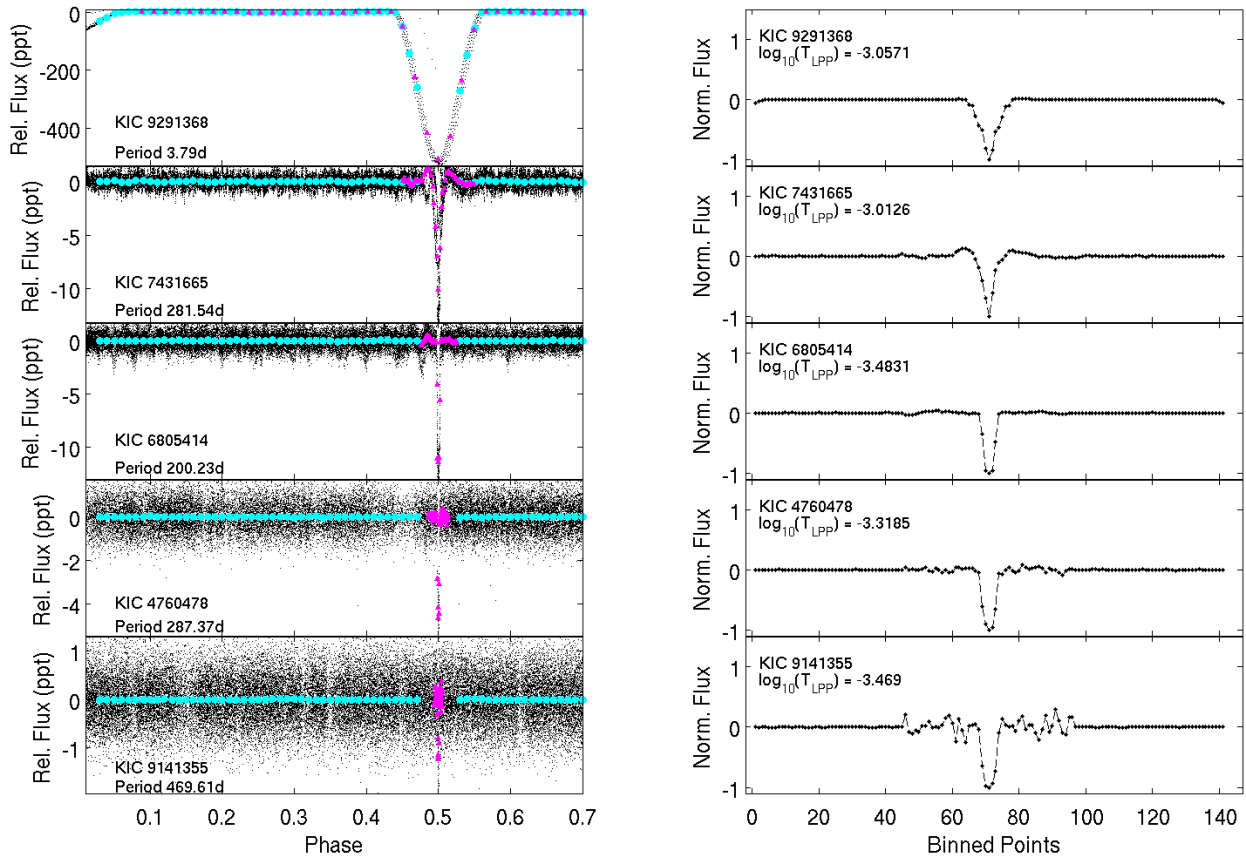 Rel. Flux (ppt)
0
-200
-400
KIC 9291368
Period 3.79d
Rel. Flux (ppt)
0
-5
-10
KIC 7431665
Period 281.54d
Rel. Flux (ppt)
0
-5
-10
KIC 6805414
Period 200.23d
Rel. Flux (ppt)
0
-2
-4
KIC 4760478
Period 287.37d
Rel. Flux (ppt)
1
0
-1
KIC 9141355
Period 469.61d
0.1 0.2 0.3 0.4 0.5 0.6 0.7
Phase
Norm. Flux
1
0
-1
KIC 9291368
log10(TLPP) = -3.0571
Norm. Flux
1
0
-1
KIC 7431665
log10(TLPP) = -3.0126
Norm. Flux
1
0
-1
KIC 6805414
log10(TLPP) = -3.4831
Norm. Flux
1
0
-1
KIC 4760478
log10(TLPP) = -3.3185
Norm. Flux
1
0
-1
KIC 9141355
log10(TLPP) = -3.469
0 20 40 60 80 100 120 140
Binned Points